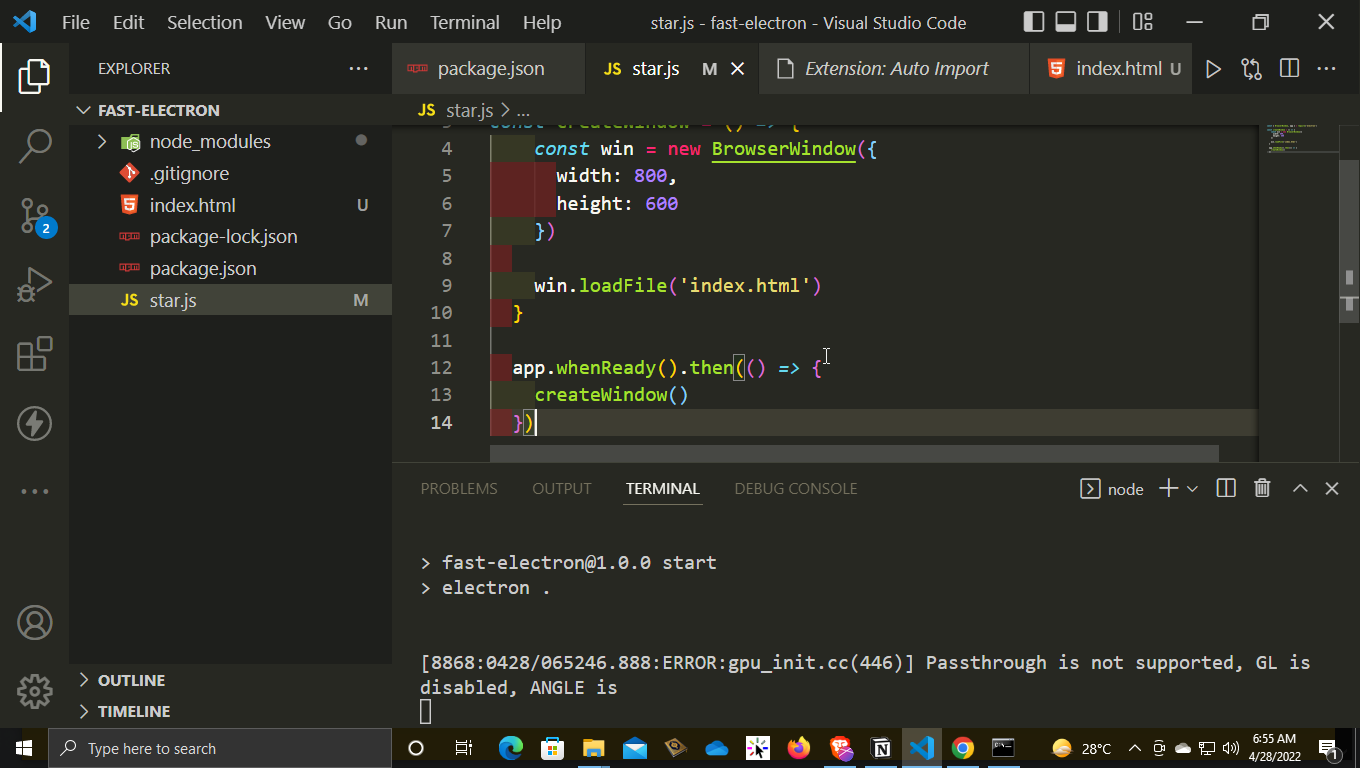 File Edit Selection View Go Run Terminal Help star.js - fast-electron - Visual Studio Code
EXPLORER
package.json
JS star.js M
Extension: Auto Import
index.html U
FAST-ELECTRON
JS star.js > ...
node_modules
.gitignore
index.html U
package-lock.json
package.json
JS star.js M
4 const win = new BrowserWindow({
5 width: 800,
6 height: 600
7 })
8
9 win.loadFile('index.html')
10 }
11
12 app.whenReady().then(() => {
13 createWindow()
14 })
2
PROBLEMS OUTPUT TERMINAL DEBUG CONSOLE
node
> fast-electron@1.0.0 start
> electron .
[8868:0428/065246.888:ERROR:gpu_init.cc(446)] Passthrough is not supported, GL is
disabled, ANGLE is
OUTLINE
TIMELINE
Type here to search
28°C
6:55 AM
4/28/2022
1